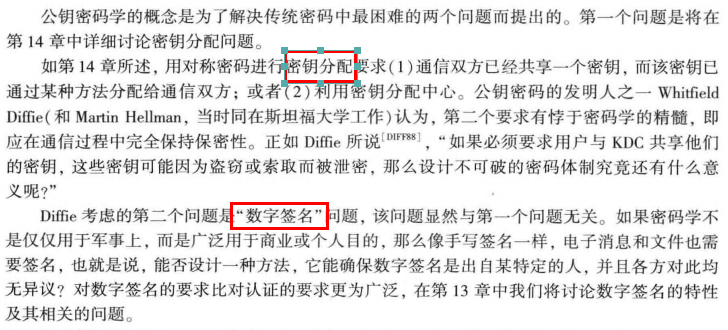 公钥密码学的概念是为了解决传统密码中最困难的两个问题而提出的。第一个问题是将在
第 14 章中详细讨论密钥分配问题。
如第 14 章所述，用对称密码进行密钥分配要求(1)通信双方已经共享一个密钥，而该密钥已
通过某种方法分配给通信双方；或者(2)利用密钥分配中心。公钥密码的发明人之一 Whitfield
Diffie(和 Martin Hellman，当时同在斯坦福大学工作)认为，第二个要求有悖于密码学的精髓，即
应在通信过程中完全保持保密性。正如 Diffie 所说[DIFF88]，“如果必须要求用户与 KDC 共享他们
的密钥，这些密钥可能因为盗窃或索取而被泄密，那么设计不可破的密码体制究竟还有什么意
义呢?”
Diffie 考虑的第二个问题是“数字签名”问题，该问题显然与第一个问题无关。如果密码学不
是仅仅用于军事上，而是广泛用于商业或个人目的，那么像手写签名一样，电子消息和文件也需
要签名，也就是说，能否设计一种方法，它能确保数字签名是出自某特定的人，并且各方对此均
无异议？对数字签名的要求比对认证的要求更为广泛，在第 13 章中我们将讨论数字签名的特性
及其相关的问题。